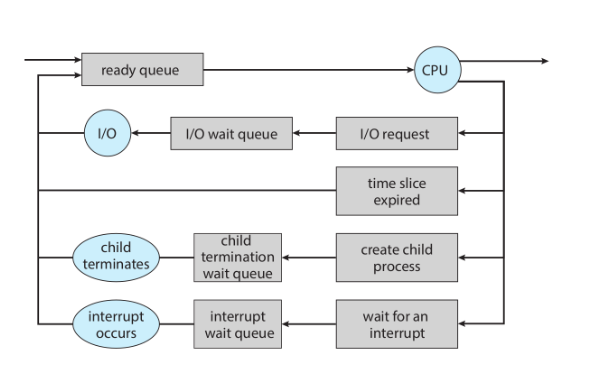 ready queue
CPU
I/O
I/O wait queue
I/O request
time slice
expired
child
terminates
child
termination
wait queue
create child
process
interrupt
occurs
interrupt
wait queue
wait for an
interrupt